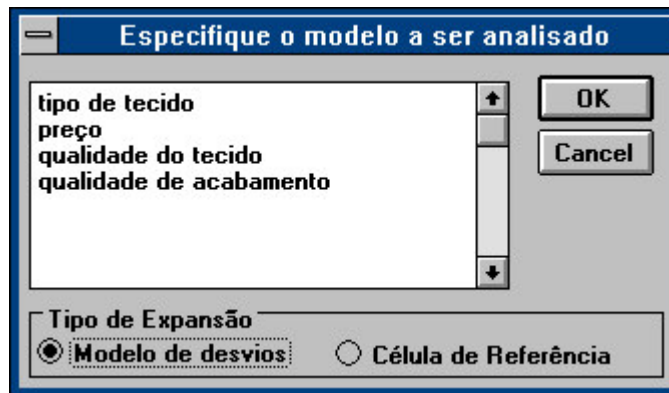 Especifique o modelo a ser analisado
tipo de tecido
preço
qualidade do tecido
qualidade de acabamento
OK
Cancel
Tipo de Expansão
Modelo de desvios
Célula de Referência